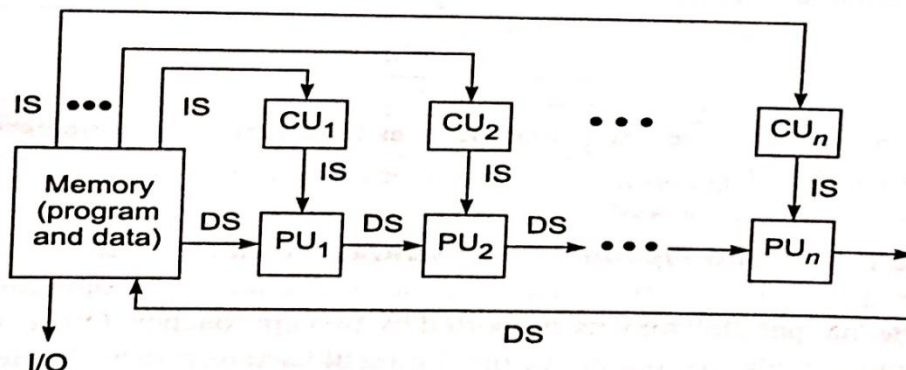 IS ••• IS
CU₁ CU₂ ••• CUₙ
IS IS IS
Memory
(program
and data)
DS PU₁ DS PU₂ DS ••• PUₙ
DS
I/O